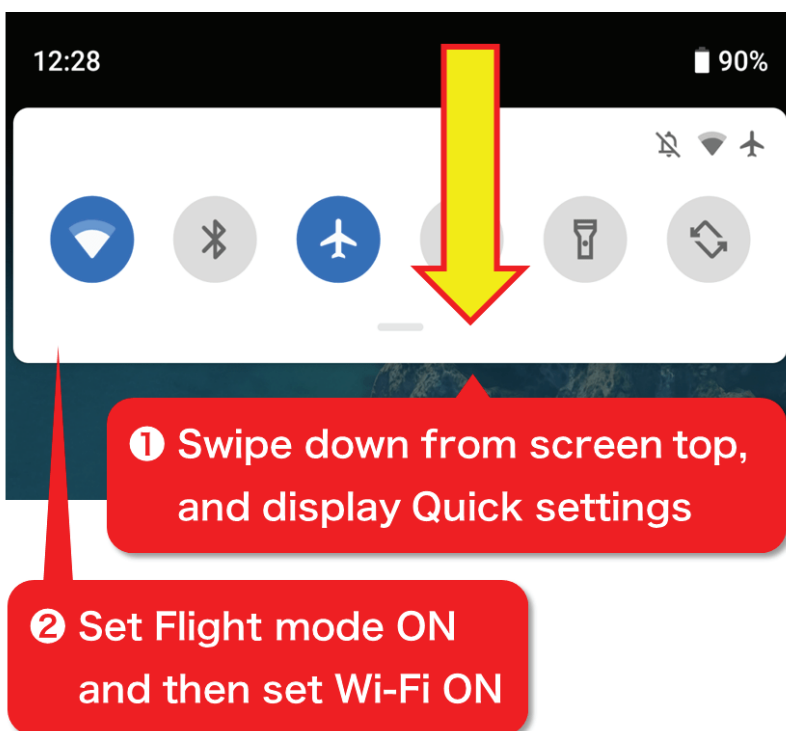 12:28
90%
❶ Swipe down from screen top,
and display Quick settings
❷ Set Flight mode ON
and then set Wi-Fi ON